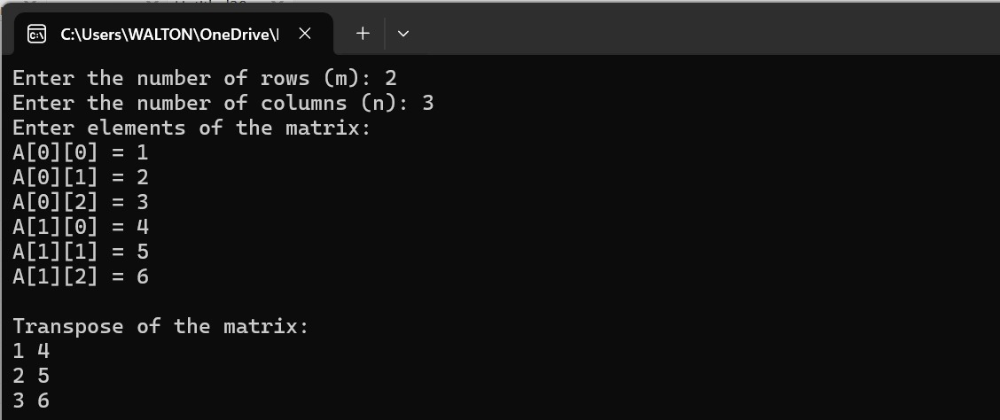 C:\Users\WALTON\OneDrive\
Enter the number of rows (m): 2
Enter the number of columns (n): 3
Enter elements of the matrix:
A[0][0] = 1
A[0][1] = 2
A[0][2] = 3
A[1][0] = 4
A[1][1] = 5
A[1][2] = 6
Transpose of the matrix:
1 4
2 5
3 6